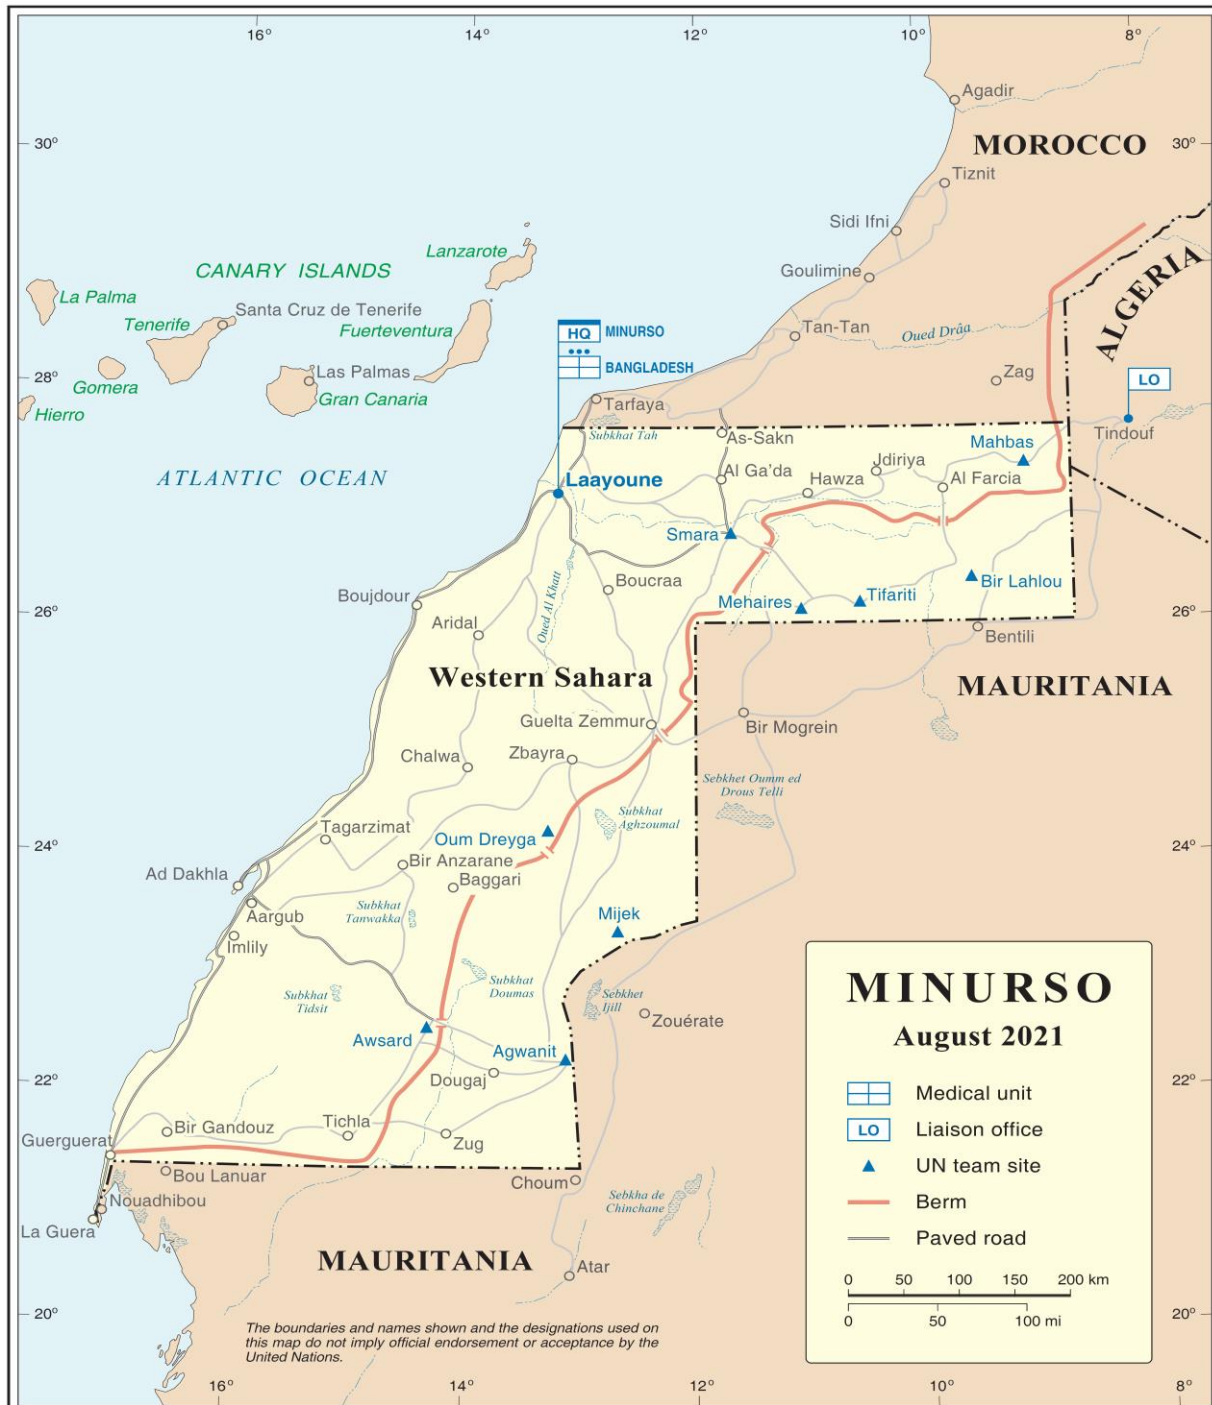 16°
14°
12°
10°
8°
Agadir
30°
MOROCCO
30°
Tiznit
Sidi Ifni
Lanzarote
CANARY ISLANDS
Goulimine
ALGERIA
La Palma
Santa Cruz de Tenerife
Tenerife
Fuerteventura
HQ
MINURSO
Tan-Tan
Oued Drâa
BANGLADESH
Las Palmas
Zag
LO
28°
Gomera
Gran Canaria
Hierro
Tarfaya
Tindouf
Subkhat Tah
As-Sakn
Mahbas
ATLANTIC OCEAN
Laayoune
Al Ga'da
Jdiriya
Hawza
Al Farcia
Smara
Oued Al Khatt
Boucraa
Bir Lahlou
Boujdour
Mehaires
Tifariti
26°
26°
Aridal
Bentili
Western Sahara
MAURITANIA
Guelta Zemmur
Bir Mogrein
Chalwa
Zbayra
Sebkhet Oumm ed
Drous Telli
Subkhat
Aghzoumal
Tagarzimat
Oum Dreyga
24°
24°
Bir Anzarane
Ad Dakhla
Baggari
Aargub
Subkhat
Tanwakka
Mijek
Imlily
Subkhat
Tidsit
Subkhat
Doumas
Sebkhet
Ijill
Zouérate
Awsard
Agwanit
Dougaj
22°
22°
Tichla
Bir Gandouz
Guerguerat
Zug
Bou Lanuar
Choum
Nouadhibou
Sebkha de
Chinchane
La Guera
MAURITANIA
Atar
20°
20°
The boundaries and names shown and the designations used on
this map do not imply official endorsement or acceptance by the
United Nations.
MINURSO
August 2021
Medical unit
LO
Liaison office
UN team site
Berm
Paved road
0 50 100 150 200 km
0 50 100 mi
16°
14°
12°
10°
8°